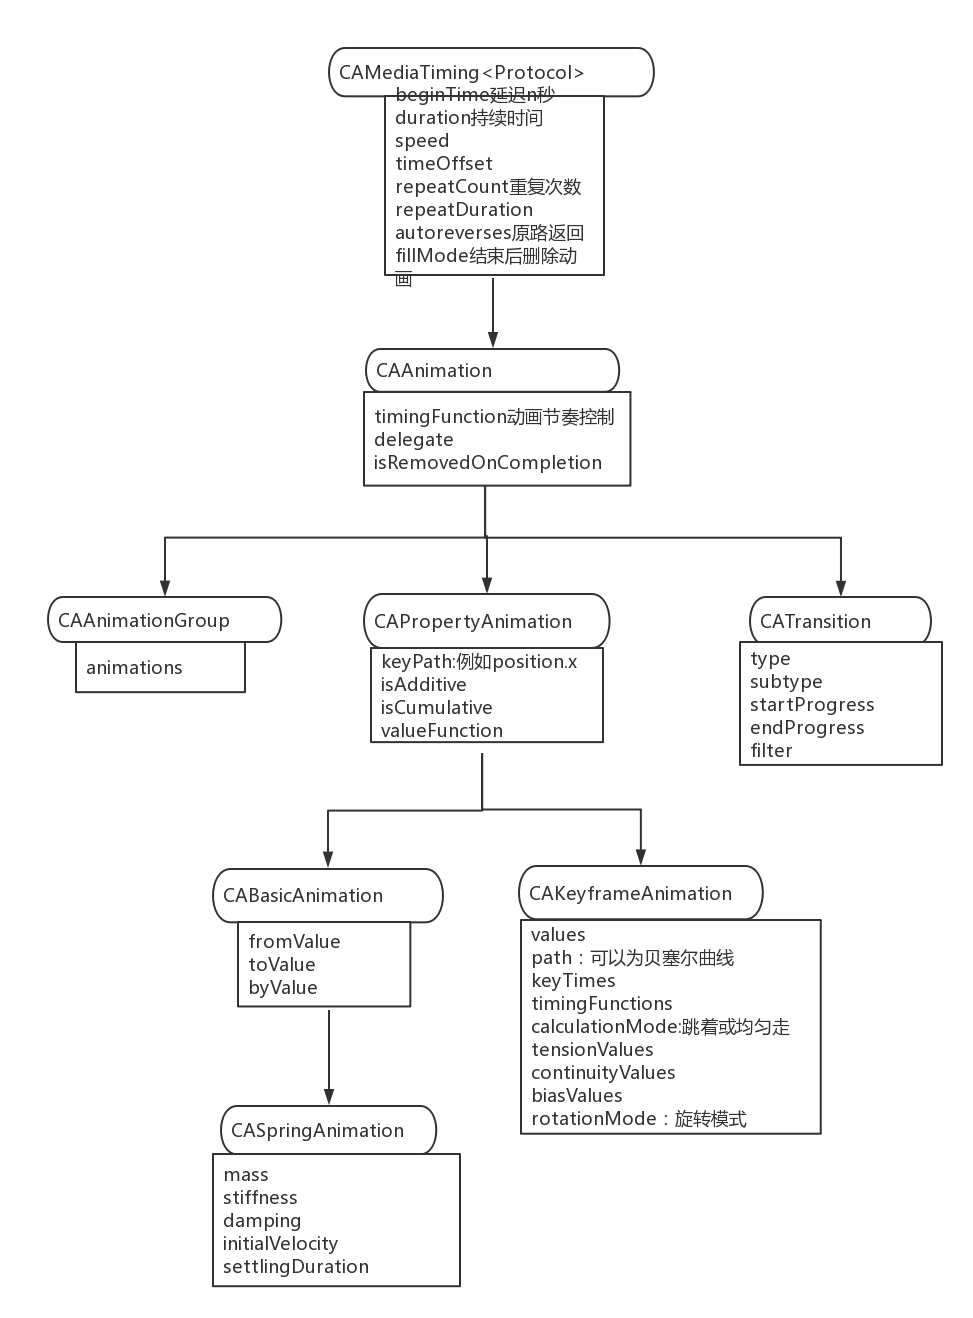 CAMediaTiming<Protocol>
beginTime延迟n秒
duration持续时间
speed
timeOffset
repeatCount重复次数
repeatDuration
autoreverses原路返回
fillMode结束后删除动
画
CAAnimation
timingFunction动画节奏控制
delegate
isRemovedOnCompletion
CAAnimationGroup
animations
CAPropertyAnimation
keyPath:例如position.x
isAdditive
isCumulative
valueFunction
CATransition
type
subtype
startProgress
endProgress
filter
CABasicAnimation
fromValue
toValue
byValue
CAKeyframeAnimation
values
path：可以为贝塞尔曲线
keyTimes
timingFunctions
calculationMode:跳着或均匀走
tensionValues
continuityValues
biasValues
rotationMode：旋转模式
CASpringAnimation
mass
stiffness
damping
initialVelocity
settlingDuration